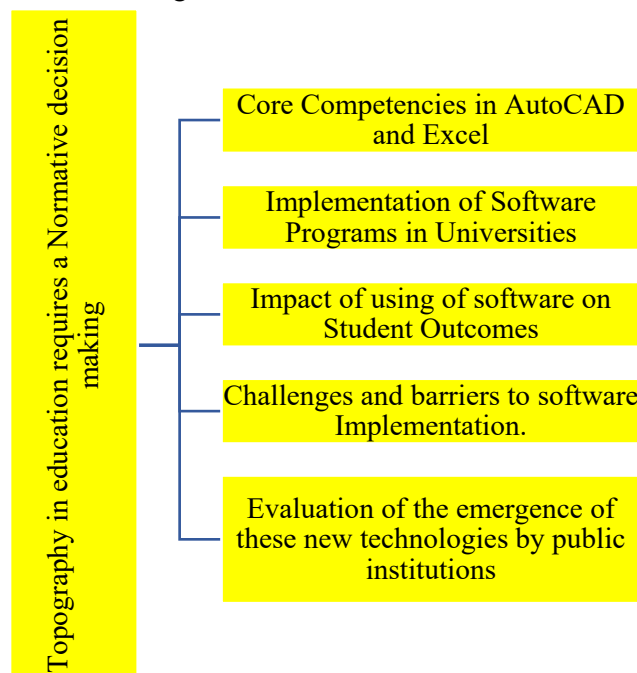 Topography in education requires a Normative decision
making
Core Competencies in AutoCAD
and Excel
Implementation of Software
Programs in Universities
Impact of using of software on
Student Outcomes
Challenges and barriers to software
Implementation.
Evaluation of the emergence of
these new technologies by public
institutions